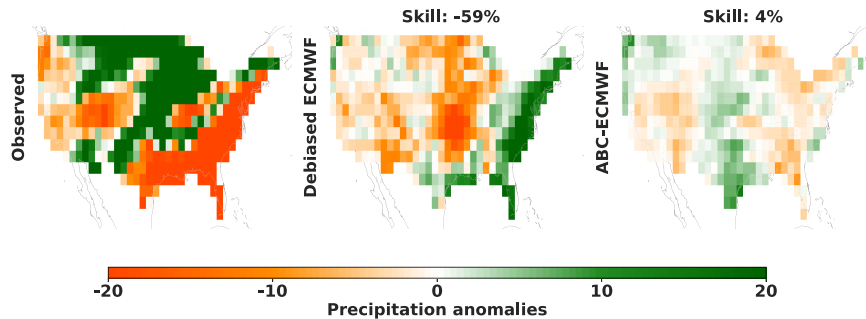 Skill: -59%
Skill: 4%
Observed
Debiased ECMWF
ABC-ECMWF
-20
-10
0
10
20
Precipitation anomalies